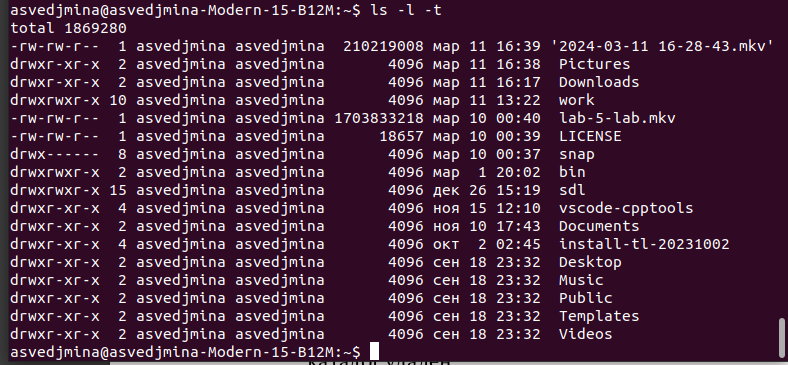 asvedjmina@asvedjmina-Modern-15-B12M:~$ ls -l -t
total 1869280
-rw-rw-r--  1 asvedjmina asvedjmina  210219008 мар 11 16:39 '2024-03-11 16-28-43.mkv'
drwxr-xr-x  2 asvedjmina asvedjmina       4096 мар 11 16:38  Pictures
drwxr-xr-x  2 asvedjmina asvedjmina       4096 мар 11 16:17  Downloads
drwxrwxr-x 10 asvedjmina asvedjmina       4096 мар 11 13:22  work
-rw-rw-r--  1 asvedjmina asvedjmina 1703833218 мар 10 00:40  lab-5-lab.mkv
-rw-rw-r--  1 asvedjmina asvedjmina      18657 мар 10 00:39  LICENSE
drwx------  8 asvedjmina asvedjmina       4096 мар 10 00:37  snap
drwxrwxr-x  2 asvedjmina asvedjmina       4096 мар  1 20:02  bin
drwxrwxr-x 15 asvedjmina asvedjmina       4096 дек 26 15:19  sdl
drwxr-xr-x  4 asvedjmina asvedjmina       4096 ноя 15 12:10  vscode-cpptools
drwxr-xr-x  2 asvedjmina asvedjmina       4096 ноя 10 17:43  Documents
drwxr-xr-x  4 asvedjmina asvedjmina       4096 окт  2 02:45  install-tl-20231002
drwxr-xr-x  2 asvedjmina asvedjmina       4096 сен 18 23:32  Desktop
drwxr-xr-x  2 asvedjmina asvedjmina       4096 сен 18 23:32  Music
drwxr-xr-x  2 asvedjmina asvedjmina       4096 сен 18 23:32  Public
drwxr-xr-x  2 asvedjmina asvedjmina       4096 сен 18 23:32  Templates
drwxr-xr-x  2 asvedjmina asvedjmina       4096 сен 18 23:32  Videos
asvedjmina@asvedjmina-Modern-15-B12M:~$